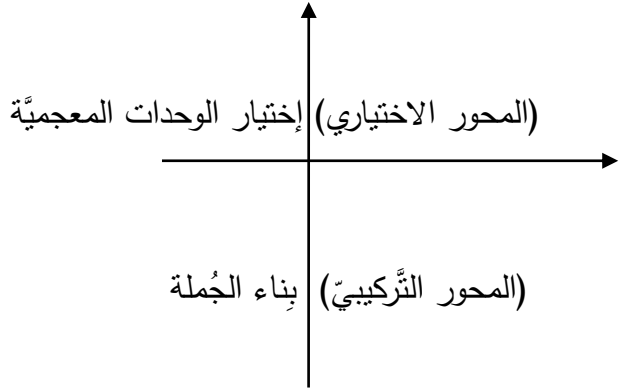 (المحور الاختياري) إختيار الوحدات المعجميَّة
(المحور التَّركيبيّ) بِناء الجُملة